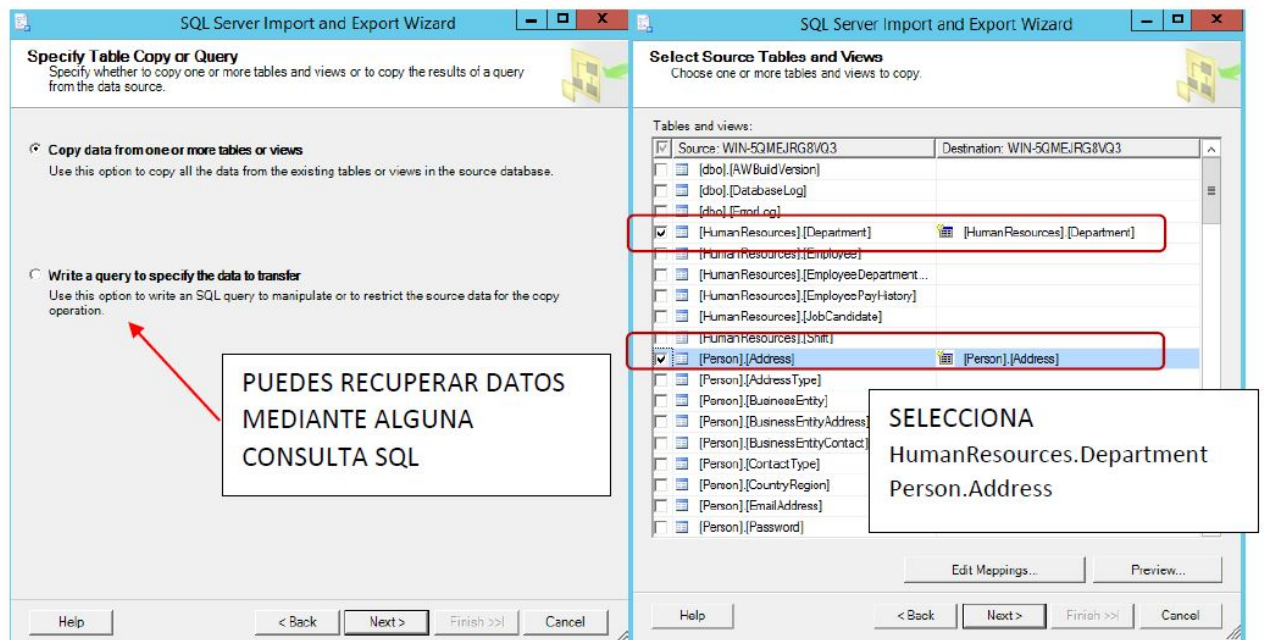 SQL Server Import and Export Wizard
Specify Table Copy or Query
Specify whether to copy one or more tables and views or to copy the results of a query
from the data source.
Copy data from one or more tables or views
Use this option to copy all the data from the existing tables or views in the source database.
Write a query to specify the data to transfer
Use this option to write an SQL query to manipulate or to restrict the source data for the copy
operation.
PUEDES RECUPERAR DATOS
MEDIANTE ALGUNA
CONSULTA SQL
Help
< Back
Next >
Finish >>|
Cancel
SQL Server Import and Export Wizard
Select Source Tables and Views
Choose one or more tables and views to copy.
Tables and views:
Source: WIN-5QMEJRG8VQ3 Destination: WIN-5QMEJRG8VQ3
[dbo].[AWBuildVersion]
[dbo].[DatabaseLog]
[dbo].[ErrorLog]
[HumanResources].[Department] [HumanResources].[Department]
[HumanResources].[Employee]
[HumanResources].[EmployeeDepartment...
[HumanResources].[EmployeePayHistory]
[HumanResources].[JobCandidate]
[HumanResources].[Shift]
[Person].[Address] [Person].[Address]
[Person].[AddressType]
[Person].[BusinessEntity]
[Person].[BusinessEntityAddress]
[Person].[BusinessEntityContact]
[Person].[ContactType]
[Person].[CountryRegion]
[Person].[EmailAddress]
[Person].[Password]
SELECCIONA
HumanResources.Department
Person.Address
Edit Mappings...
Preview...
Help
< Back
Next >
Finish >>|
Cancel